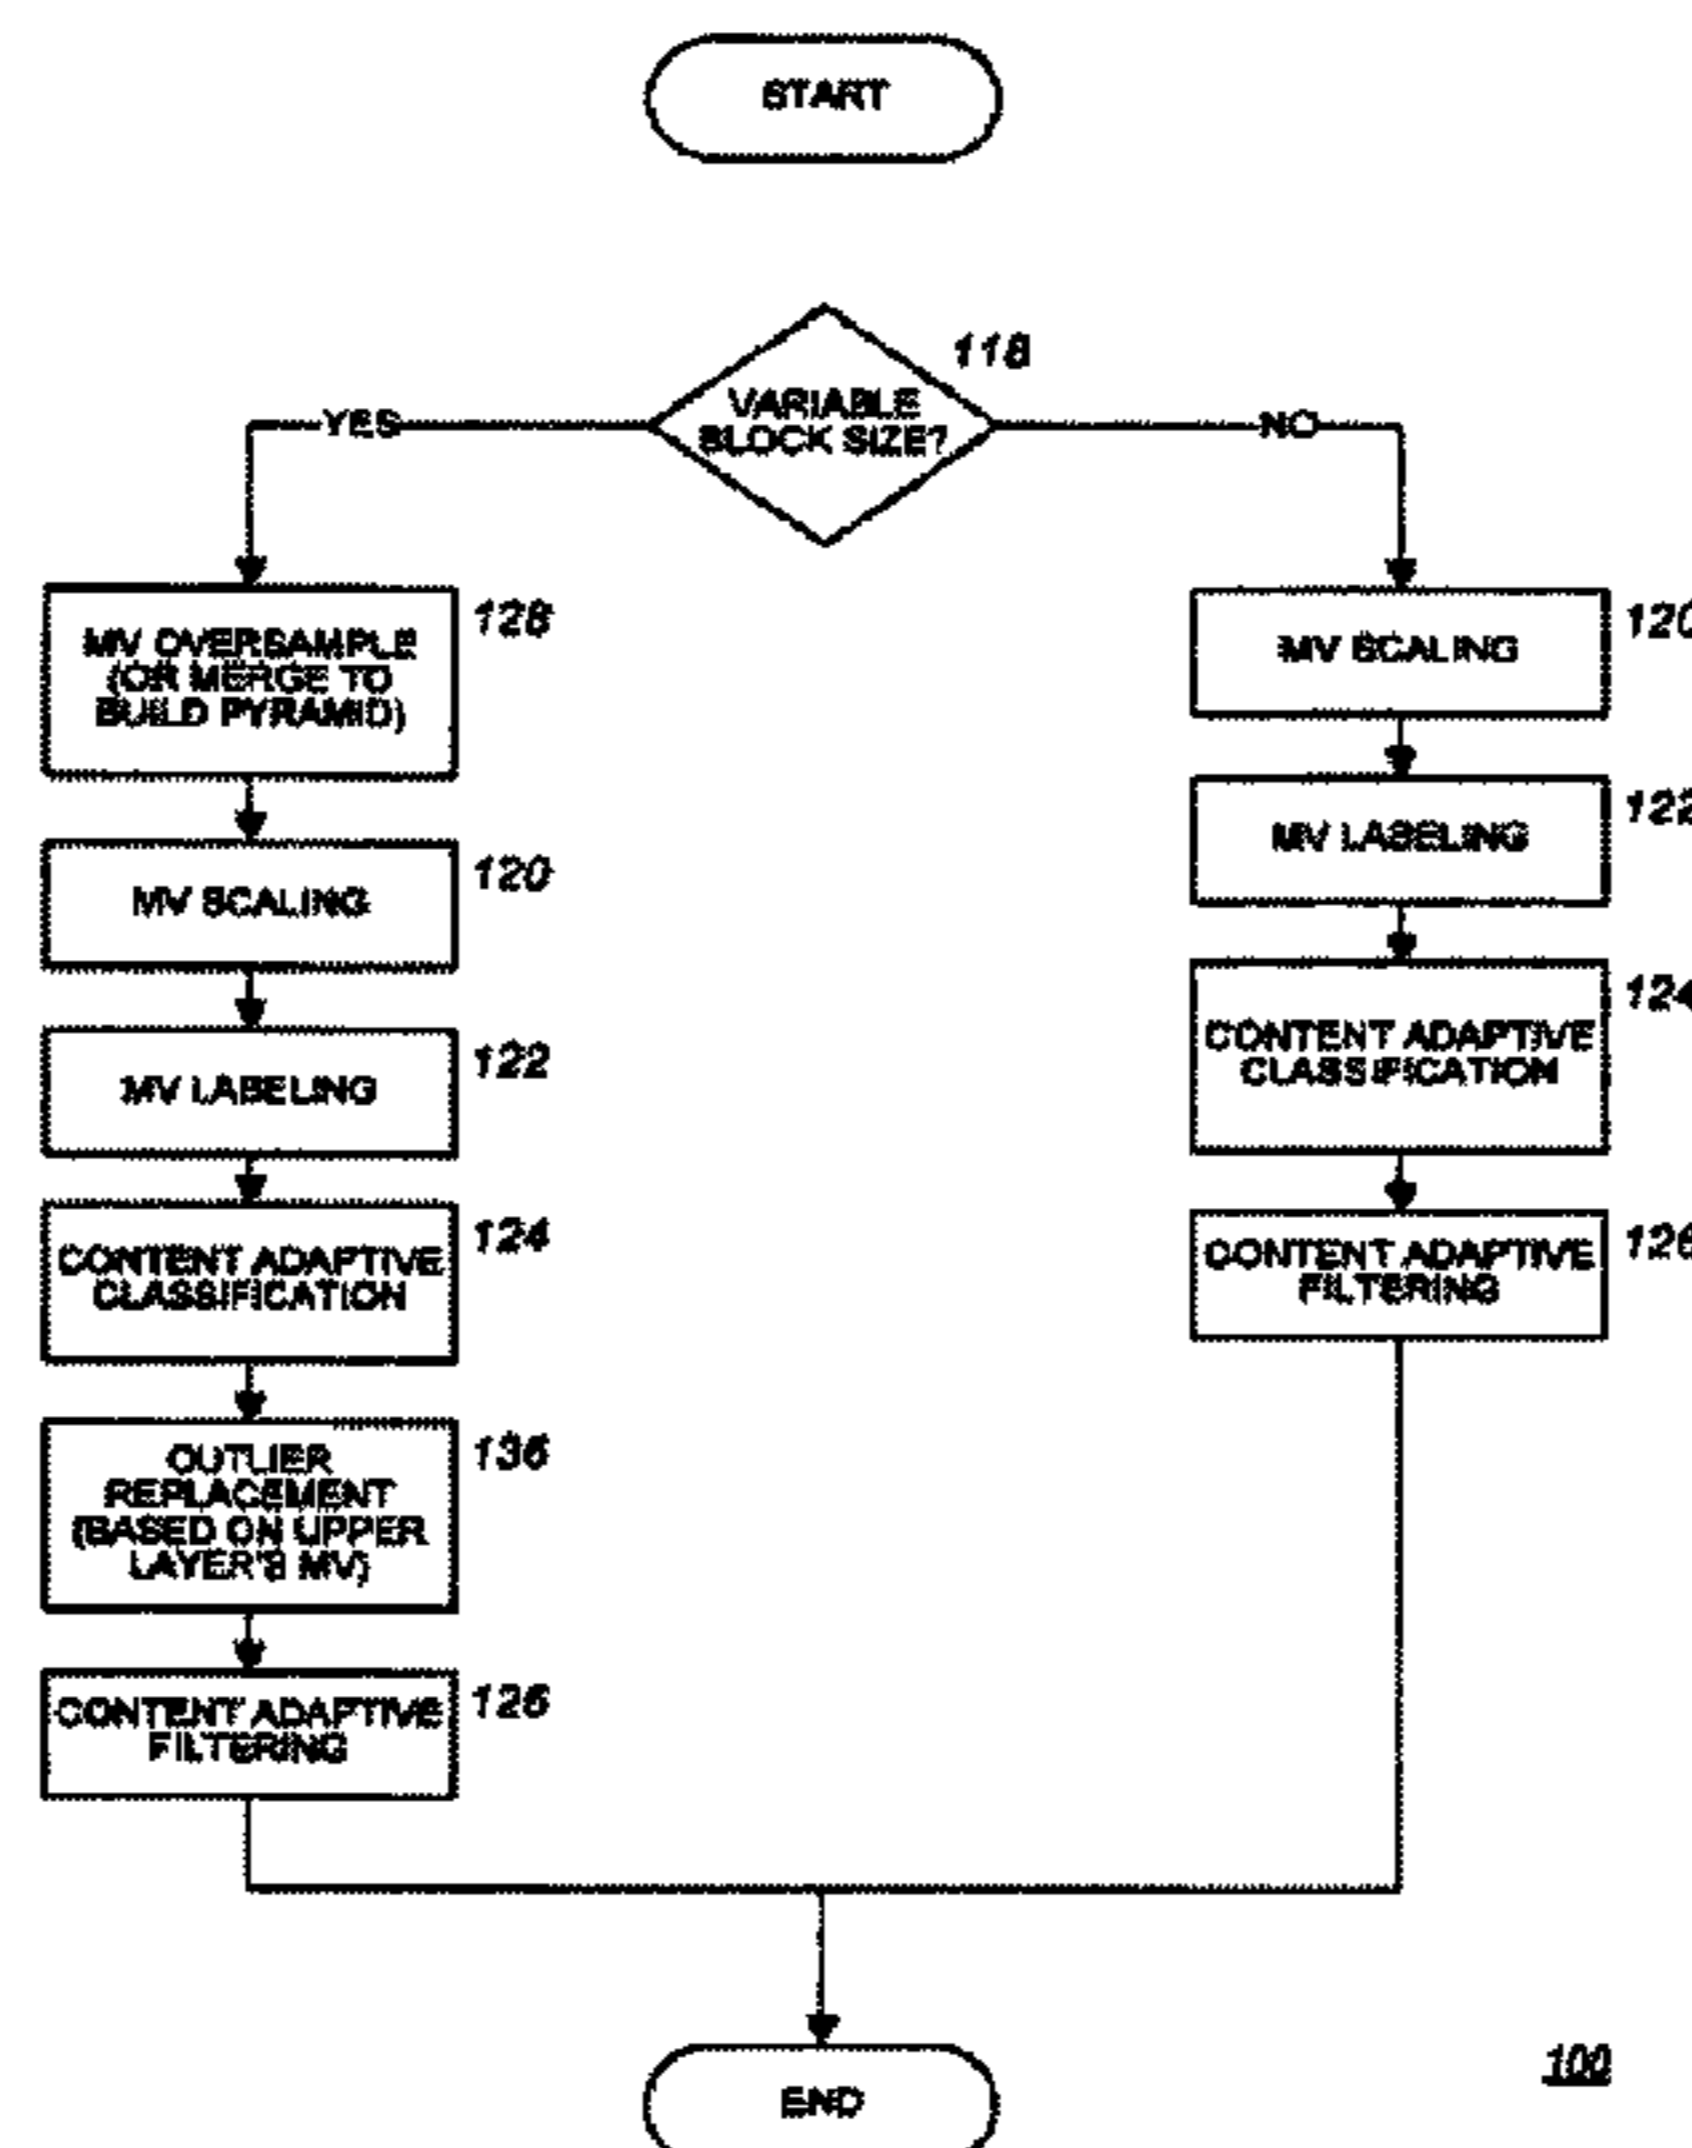 START
118
VARIABLE
BLOCK SIZE?
YES
NO
128
MV OVERSAMPLE
(OR MERGE TO
BUILD PYRAMID)
120
MV SCALING
122
MV LABELING
124
CONTENT ADAPTIVE
CLASSIFICATION
136
OUTLIER
REPLACEMENT
(BASED ON UPPER
LAYER'S MV)
126
CONTENT ADAPTIVE
FILTERING
120
MV SCALING
122
MV LABELING
124
CONTENT ADAPTIVE
CLASSIFICATION
126
CONTENT ADAPTIVE
FILTERING
END
100